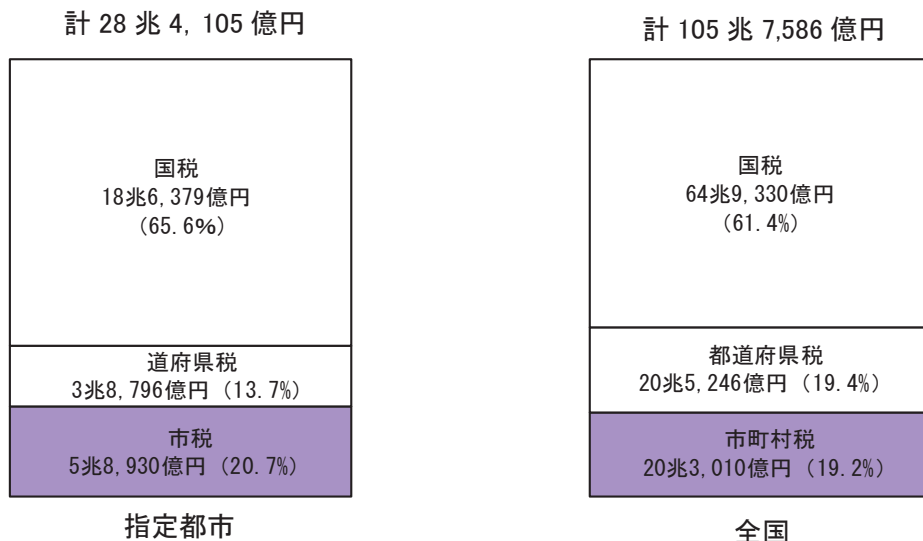 計 28 兆 4, 105 億円
国税
18兆6, 379億円
(65. 6%)
道府県税
3兆8, 796億円 (13. 7%)
市税
5兆8, 930億円 (20. 7%)
指定都市
計 105 兆 7,586 億円
国税
64兆9, 330億円
(61. 4%)
都道府県税
20兆5, 246億円 (19. 4%)
市町村税
20兆3, 010億円 (19. 2%)
全国